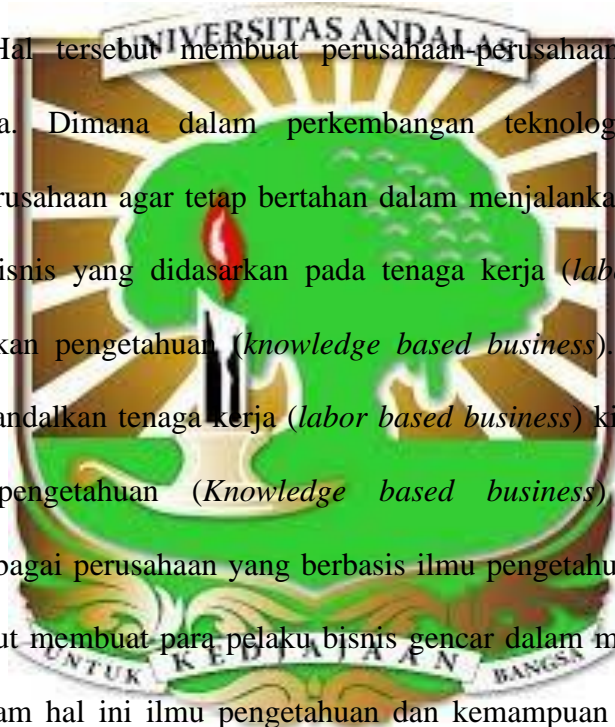 UNIVERSITAS ANDALAS
Hal tersebut membuat perusahaan-perusahaan
a. Dimana dalam perkembangan teknolog
rusahaan agar tetap bertahan dalam menjalanka
isnis yang didasarkan pada tenaga kerja (labo
kan pengetahuan (knowledge based business).
andalkan tenaga kerja (labor based business) ki
pengetahuan (Knowledge based business)
bagai perusahaan yang berbasis ilmu pengetahu
ut membuat para pelaku bisnis gencar dalam m
UNTUK KEDJAJAAN BANGSA
am hal ini ilmu pengetahuan dan kemampuan